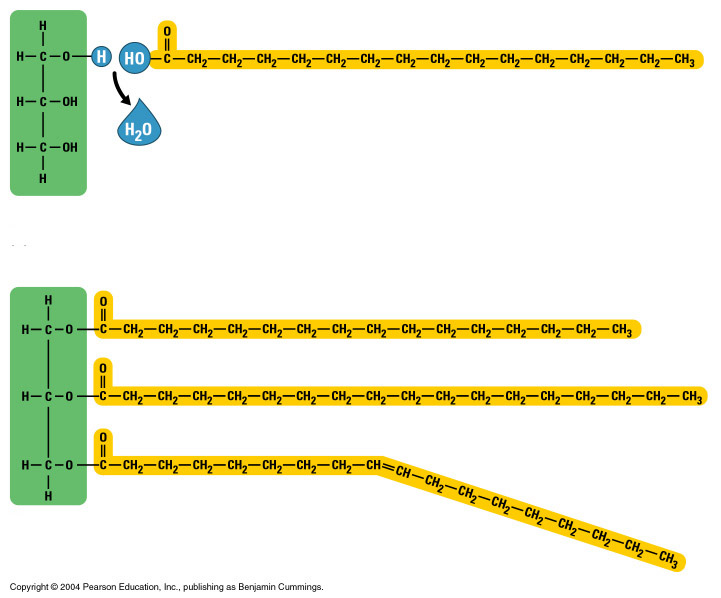 H
O
H–C–O–H HO C–CH2–CH2–CH2–CH2–CH2–CH2–CH2–CH2–CH2–CH2–CH2–CH2–CH2–CH2–CH3
H–C–OH
H2O
H–C–OH
H
H
O
H–C–O–C–CH2–CH2–CH2–CH2–CH2–CH2–CH2–CH2–CH2–CH2–CH2–CH2–CH2–CH2–CH3
O
H–C–O–C–CH2–CH2–CH2–CH2–CH2–CH2–CH2–CH2–CH2–CH2–CH2–CH2–CH2–CH2–CH2–CH2–CH3
O
H–C–O–C–CH2–CH2–CH2–CH2–CH2–CH2–CH2–CH=CH–CH2–CH2–CH2–CH2–CH2–CH2–CH2–CH3
H
Copyright © 2004 Pearson Education, Inc., publishing as Benjamin Cummings.